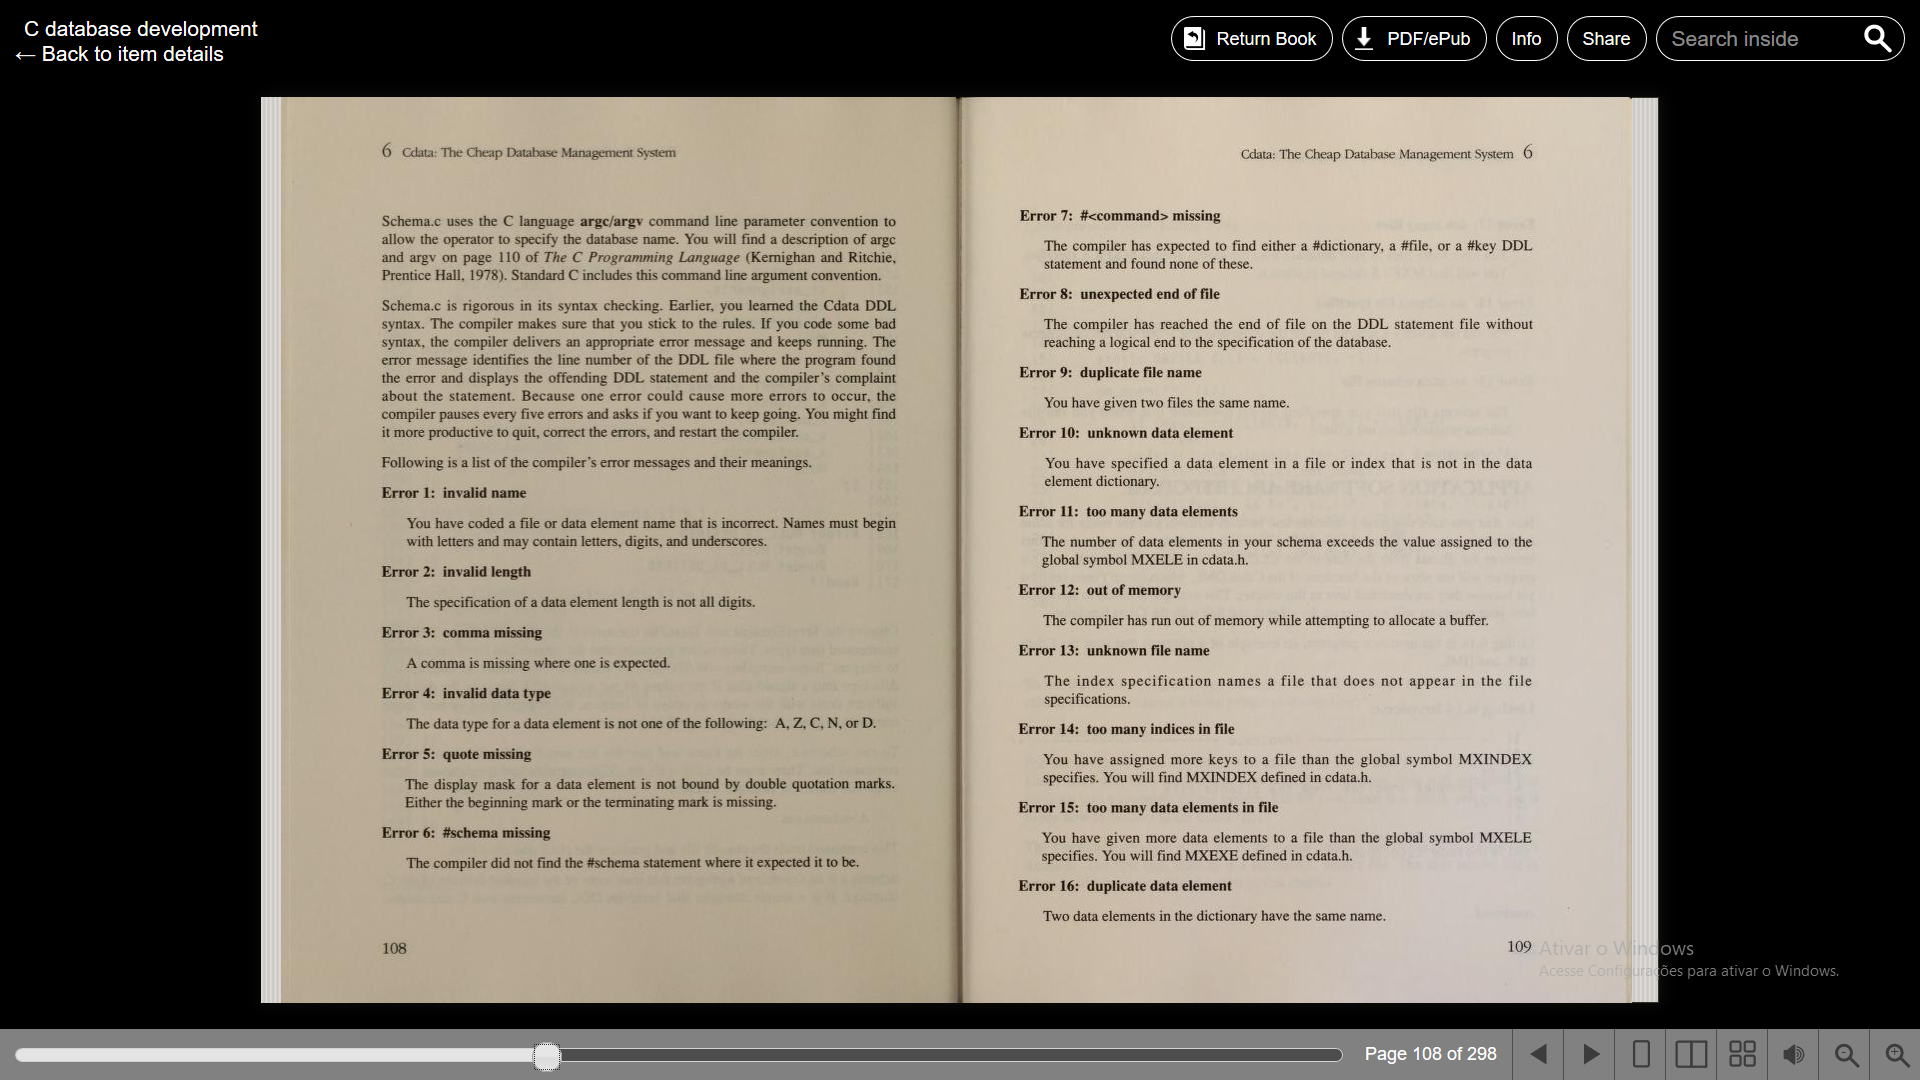 C database development
← Back to item details
Return Book
PDF/ePub
Info
Share
Search inside
6 Cdata: The Cheap Database Management System
Schema.c uses the C language argc/argv command line parameter convention to
allow the operator to specify the database name. You will find a description of argc
and argv on page 110 of The C Programming Language (Kernighan and Ritchie,
Prentice Hall, 1978). Standard C includes this command line argument convention.
Schema.c is rigorous in its syntax checking. Earlier, you learned the Cdata DDL
syntax. The compiler makes sure that you stick to the rules. If you code some bad
syntax, the compiler delivers an appropriate error message and keeps running. The
error message identifies the line number of the DDL file where the program found
the error and displays the offending DDL statement and the compiler's complaint
about the statement. Because one error could cause more errors to occur, the
compiler pauses every five errors and asks if you want to keep going. You might find
it more productive to quit, correct the errors, and restart the compiler.
Following is a list of the compiler's error messages and their meanings.
Error 1: invalid name
You have coded a file or data element name that is incorrect. Names must begin
with letters and may contain letters, digits, and underscores.
Error 2: invalid length
The specification of a data element length is not all digits.
Error 3: comma missing
A comma is missing where one is expected.
Error 4: invalid data type
The data type for a data element is not one of the following: A, Z, C, N, or D.
Error 5: quote missing
The display mask for a data element is not bound by double quotation marks.
Either the beginning mark or the terminating mark is missing.
Error 6: #schema missing
The compiler did not find the #schema statement where it expected it to be.
108
Cdata: The Cheap Database Management System 6
Error 7: #<command> missing
The compiler has expected to find either a #dictionary, a #file, or a #key DDL
statement and found none of these.
Error 8: unexpected end of file
The compiler has reached the end of file on the DDL statement file without
reaching a logical end to the specification of the database.
Error 9: duplicate file name
You have given two files the same name.
Error 10: unknown data element
You have specified a data element in a file or index that is not in the data
element dictionary.
Error 11: too many data elements
The number of data elements in your schema exceeds the value assigned to the
global symbol MXELE in cdata.h.
Error 12: out of memory
The compiler has run out of memory while attempting to allocate a buffer.
Error 13: unknown file name
The index specification names a file that does not appear in the file
specifications.
Error 14: too many indices in file
You have assigned more keys to a file than the global symbol MXINDEX
specifies. You will find MXINDEX defined in cdata.h.
Error 15: too many data elements in file
You have given more data elements to a file than the global symbol MXELE
specifies. You will find MXEXE defined in cdata.h.
Error 16: duplicate data element
Two data elements in the dictionary have the same name.
109
Ativar o Windows
Acesse Configurações para ativar o Windows.
Page 108 of 298